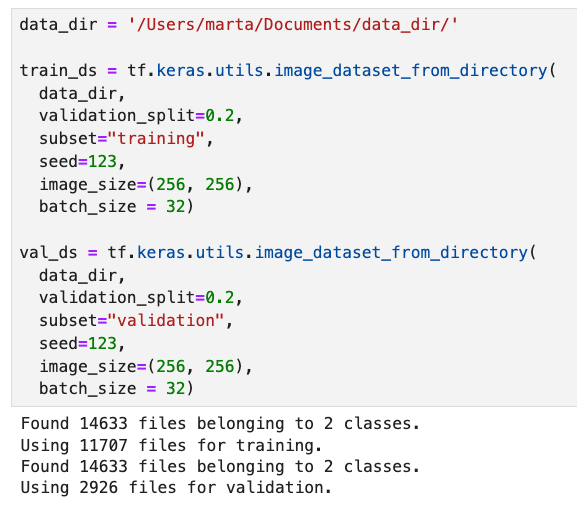 data_dir = '/Users/marta/Documents/data_dir/'
train_ds = tf.keras.utils.image_dataset_from_directory(
data_dir,
validation_split=0.2,
subset="training",
seed=123,
image_size=(256, 256),
batch_size = 32)
val_ds = tf.keras.utils.image_dataset_from_directory(
data_dir,
validation_split=0.2,
subset="validation",
seed=123,
image_size=(256, 256),
batch_size = 32)
Found 14633 files belonging to 2 classes.
Using 11707 files for training.
Found 14633 files belonging to 2 classes.
Using 2926 files for validation.